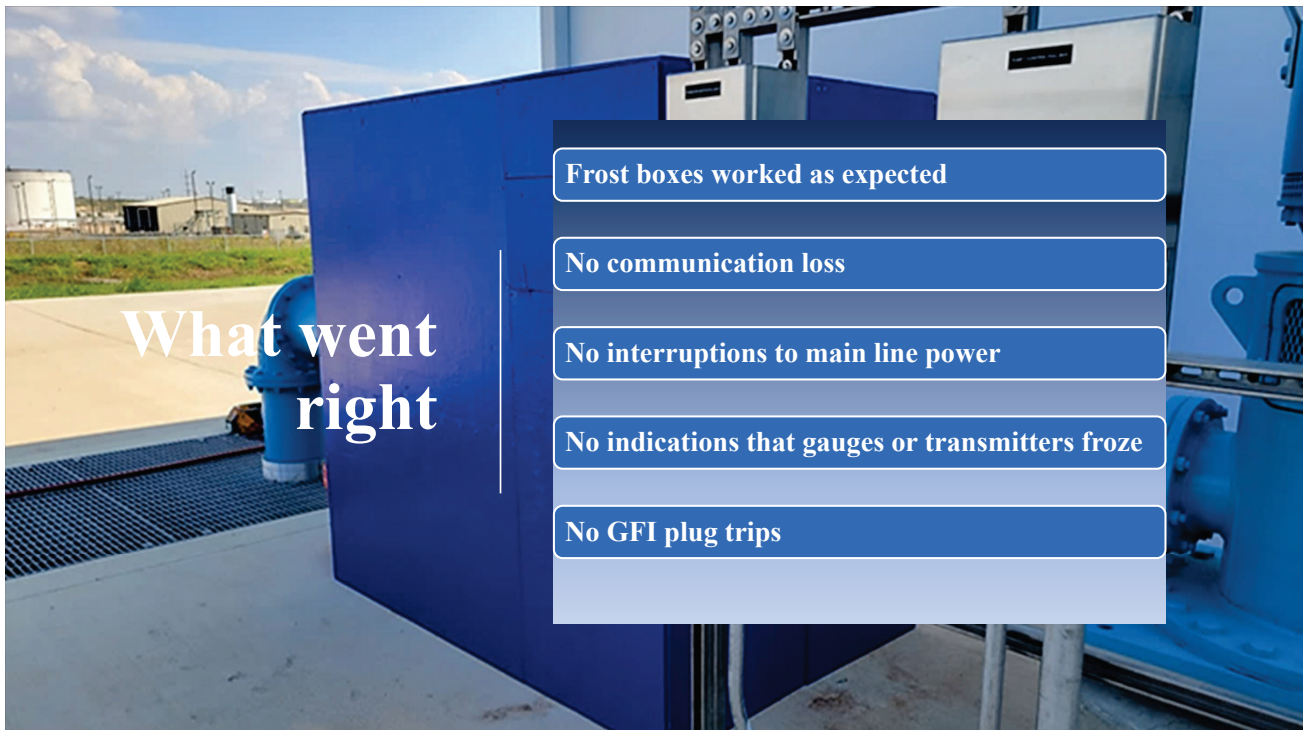 What went
right
Frost boxes worked as expected
No communication loss
No interruptions to main line power
No indications that gauges or transmitters froze
No GFI plug trips